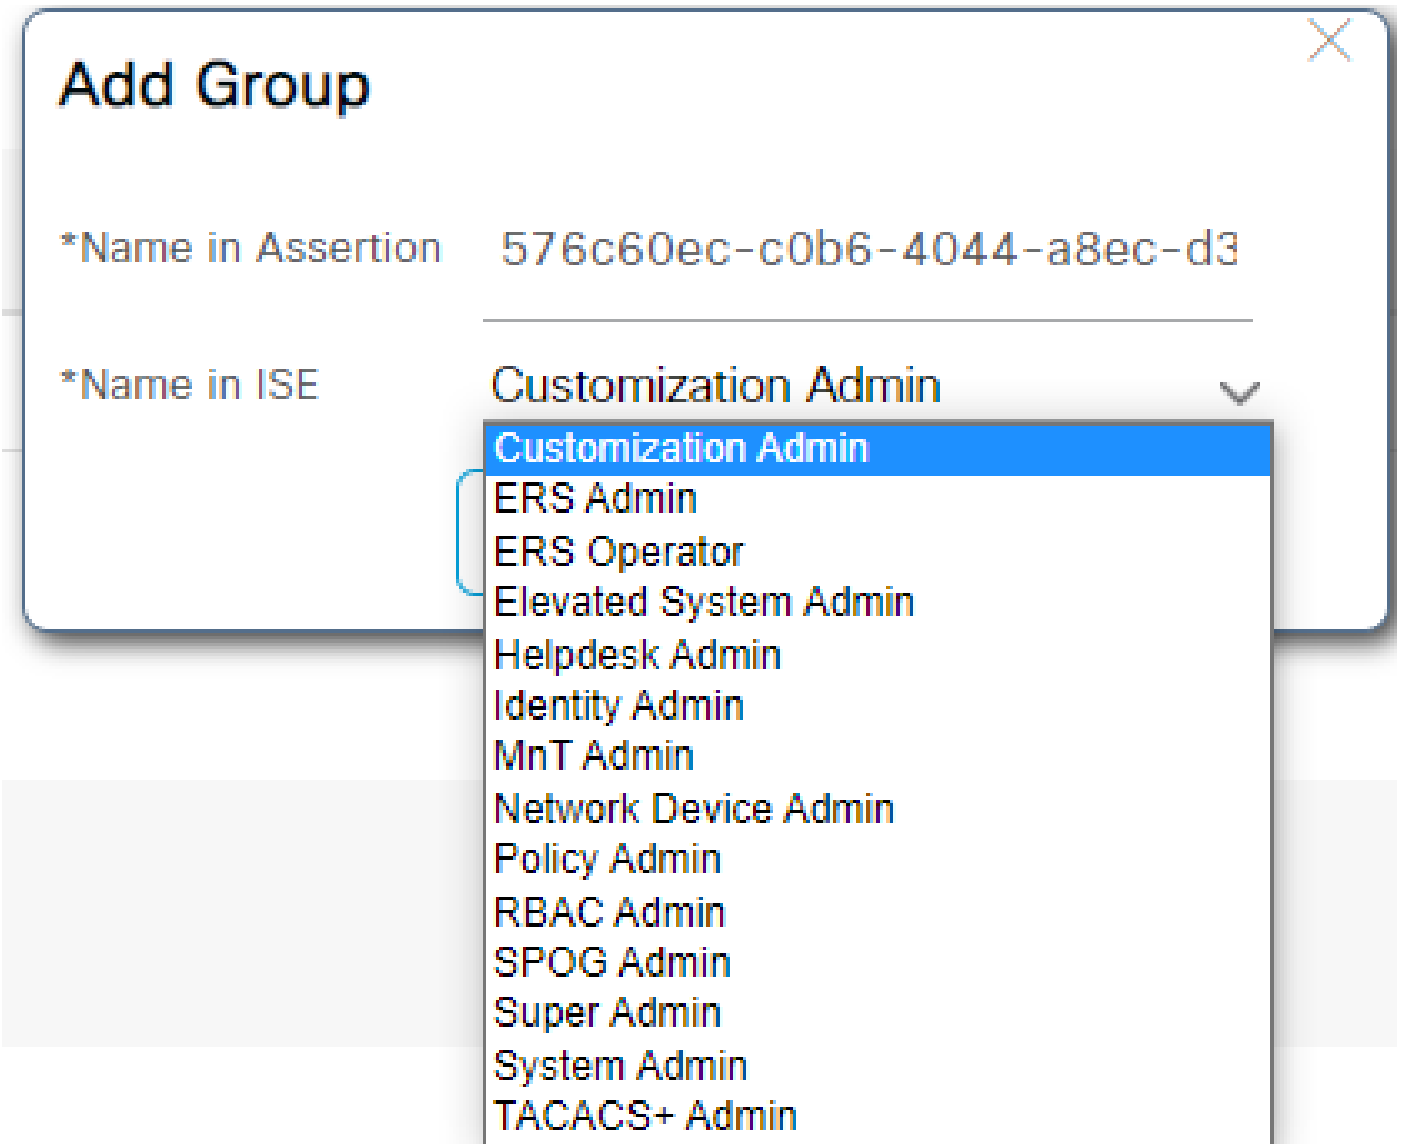 Add Group
*Name in Assertion 576c60ec-c0b6-4044-a8ec-d3
*Name in ISE Customization Admin
Customization Admin
ERS Admin
ERS Operator
Elevated System Admin
Helpdesk Admin
Identity Admin
MnT Admin
Network Device Admin
Policy Admin
RBAC Admin
SPOG Admin
Super Admin
System Admin
TACACS+ Admin